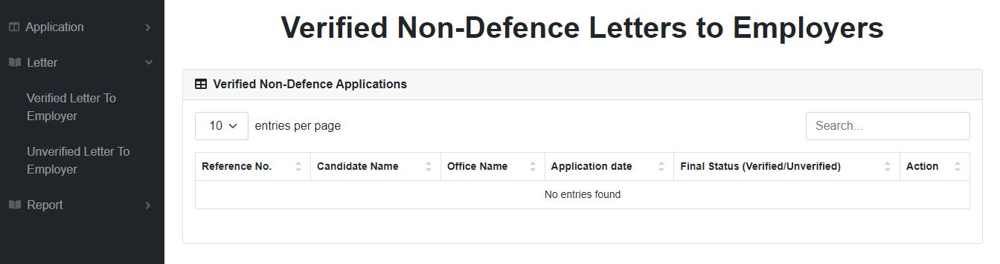 Application
Letter
Verified Letter To
Employer
Unverified Letter To
Employer
Report
Verified Non-Defence Letters to Employers
Verified Non-Defence Applications
10 entries per page
Search...
Reference No. Candidate Name Office Name Application date Final Status (Verified/Unverified) Action
No entries found